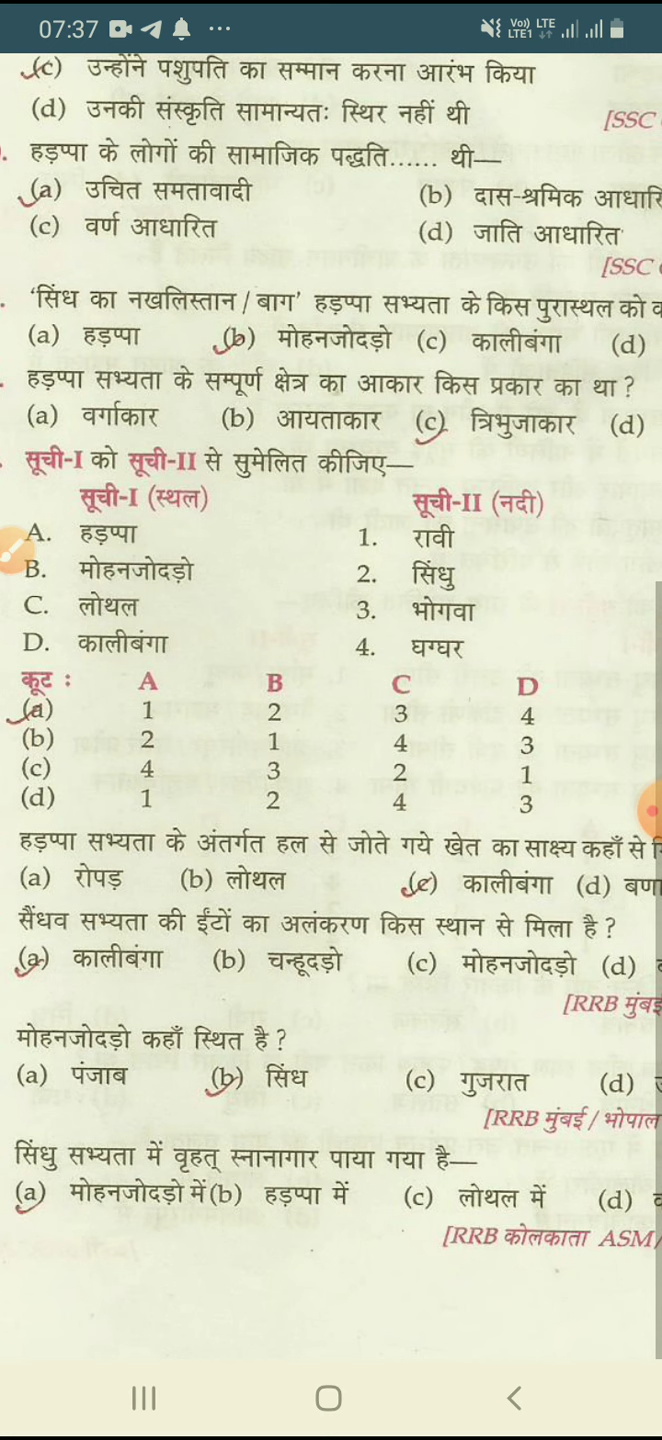 07:37 ... Vo)) LTE LTE1
(c) उन्होंने पशुपति का सम्मान करना आरंभ किया
(d) उनकी संस्कृति सामान्यतः स्थिर नहीं थी
[SSC
. हड़प्पा के लोगों की सामाजिक पद्धति...... थी—
(a) उचित समतावादी (b) दास-श्रमिक आधारि
(c) वर्ण आधारित (d) जाति आधारित
[SSC
. 'सिंध का नखलिस्तान / बाग' हड़प्पा सभ्यता के किस पुरास्थल को
(a) हड़प्पा (b) मोहनजोदड़ो (c) कालीबंगा (d)
. हड़प्पा सभ्यता के सम्पूर्ण क्षेत्र का आकार किस प्रकार का था ?
(a) वर्गाकार (b) आयताकार (c) त्रिभुजाकार (d)
. सूची-I को सूची-II से सुमेलित कीजिए—
सूची-I (स्थल) सूची-II (नदी)
A. हड़प्पा 1. रावी
B. मोहनजोदड़ो 2. सिंधु
C. लोथल 3. भोगवा
D. कालीबंगा 4. घग्घर
कूट : A B C D
(a) 1 2 3 4
(b) 2 1 4 3
(c) 4 3 2 1
(d) 1 2 4 3
हड़प्पा सभ्यता के अंतर्गत हल से जोते गये खेत का साक्ष्य कहाँ से
(a) रोपड़ (b) लोथल (c) कालीबंगा (d) बणा
सैंधव सभ्यता की ईंटों का अलंकरण किस स्थान से मिला है ?
(a) कालीबंगा (b) चन्हूदड़ो (c) मोहनजोदड़ो (d)
[RRB मुंबई
मोहनजोदड़ो कहाँ स्थित है ?
(a) पंजाब (b) सिंध (c) गुजरात (d)
[RRB मुंबई / भोपाल
सिंधु सभ्यता में वृहत् स्नानागार पाया गया है—
(a) मोहनजोदड़ो में (b) हड़प्पा में (c) लोथल में (d)
[RRB कोलकाता ASM/